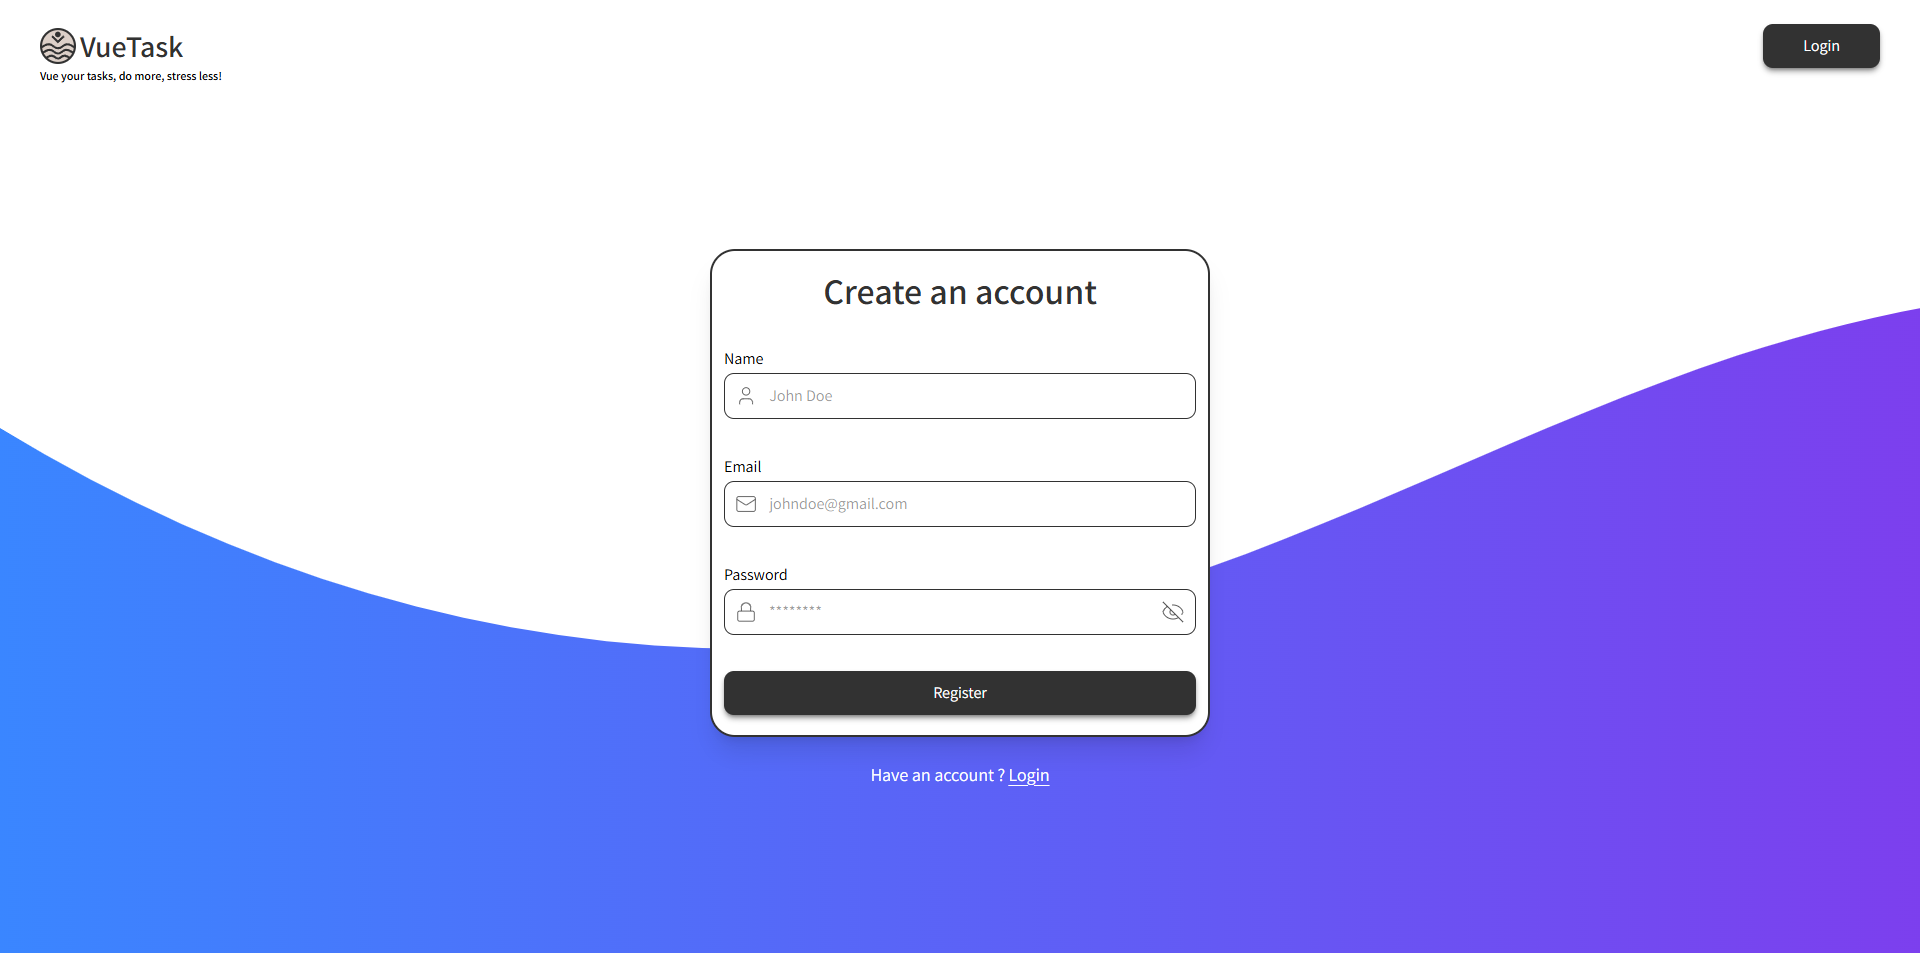 VueTask
Vue your tasks, do more, stress less!
Login
Create an account
Name
John Doe
Email
johndoe@gmail.com
Password
********
Register
Have an account ? Login